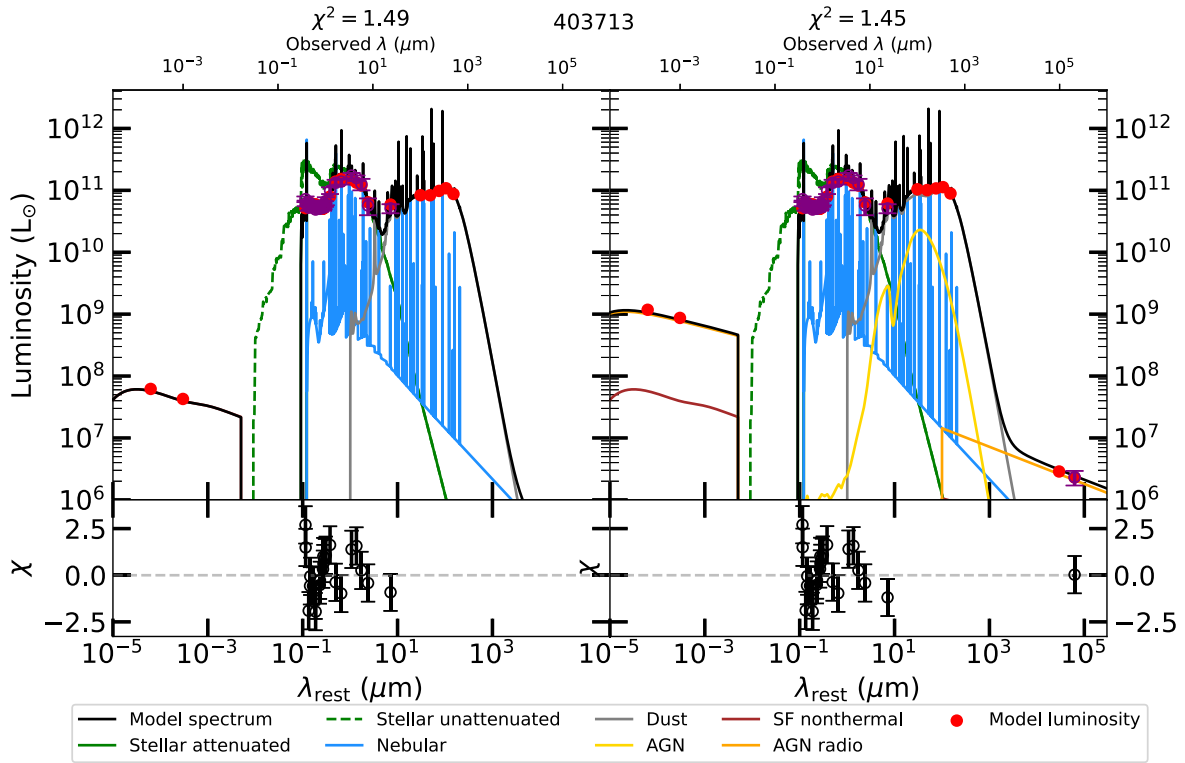 χ² = 1.49 403713 χ² = 1.45
Observed λ (μm) Observed λ (μm)
10⁻³ 10⁻¹ 10¹ 10³ 10⁵ 10⁻³ 10⁻¹ 10¹ 10³ 10⁵
10¹² 10¹²
10¹¹ 10¹¹
10¹⁰ 10¹⁰
10⁹ 10⁹
10⁸ 10⁸
10⁷ 10⁷
10⁶ 10⁶
Luminosity (L⊙)
2.5 2.5
0.0 0.0
−2.5 −2.5
χ χ
10⁻⁵ 10⁻³ 10⁻¹ 10¹ 10³ 10⁻⁵ 10⁻³ 10⁻¹ 10¹ 10³ 10⁵
λrest (μm) λrest (μm)
Model spectrum Stellar unattenuated Dust SF nonthermal Model luminosity
Stellar attenuated Nebular AGN AGN radio